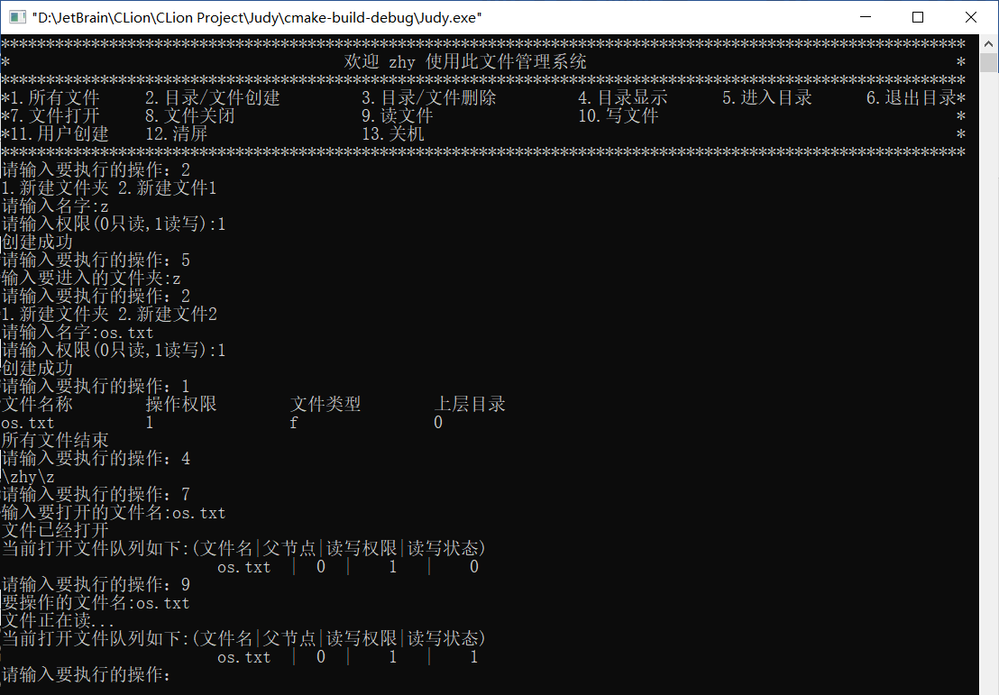 "D:\JetBrain\CLion\CLion Project\Judy\cmake-build-debug\Judy.exe"
***********************************************************************************************************
* 欢迎 zhy 使用此文件管理系统 *
***********************************************************************************************************
*1.所有文件 2.目录/文件创建 3.目录/文件删除 4.目录显示 5.进入目录 6.退出目录*
*7.文件打开 8.文件关闭 9.读文件 10.写文件 *
*11.用户创建 12.清屏 13.关机 *
***********************************************************************************************************
请输入要执行的操作：2
1.新建文件夹 2.新建文件1
请输入名字:z
请输入权限(0只读,1读写):1
创建成功
请输入要执行的操作：5
输入要进入的文件夹:z
请输入要执行的操作：2
1.新建文件夹 2.新建文件2
请输入名字:os.txt
请输入权限(0只读,1读写):1
创建成功
请输入要执行的操作：1
文件名称 操作权限 文件类型 上层目录
os.txt 1 f 0
所有文件结束
请输入要执行的操作：4
\zhy\z
请输入要执行的操作：7
输入要打开的文件名:os.txt
文件已经打开
当前打开文件队列如下:(文件名|父节点|读写权限|读写状态)
os.txt | 0 | 1 | 0
请输入要执行的操作：9
要操作的文件名:os.txt
文件正在读...
当前打开文件队列如下:(文件名|父节点|读写权限|读写状态)
os.txt | 0 | 1 | 1
请输入要执行的操作：